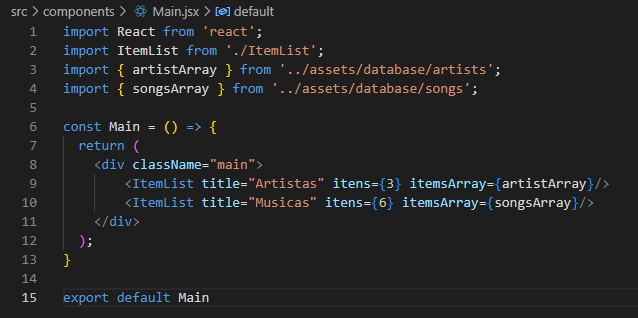 src > components > Main.jsx > default
1 import React from 'react';
2 import ItemList from './ItemList';
3 import { artistArray } from '../assets/database/artists';
4 import { songsArray } from '../assets/database/songs';
5
6 const Main = () => {
7   return (
8     <div className="main">
9         <ItemList title="Artistas" itens={3} itemsArray={artistArray}/>
10         <ItemList title="Musicas" itens={6} itemsArray={songsArray}/>
11     </div>
12   );
13 }
14
15 export default Main